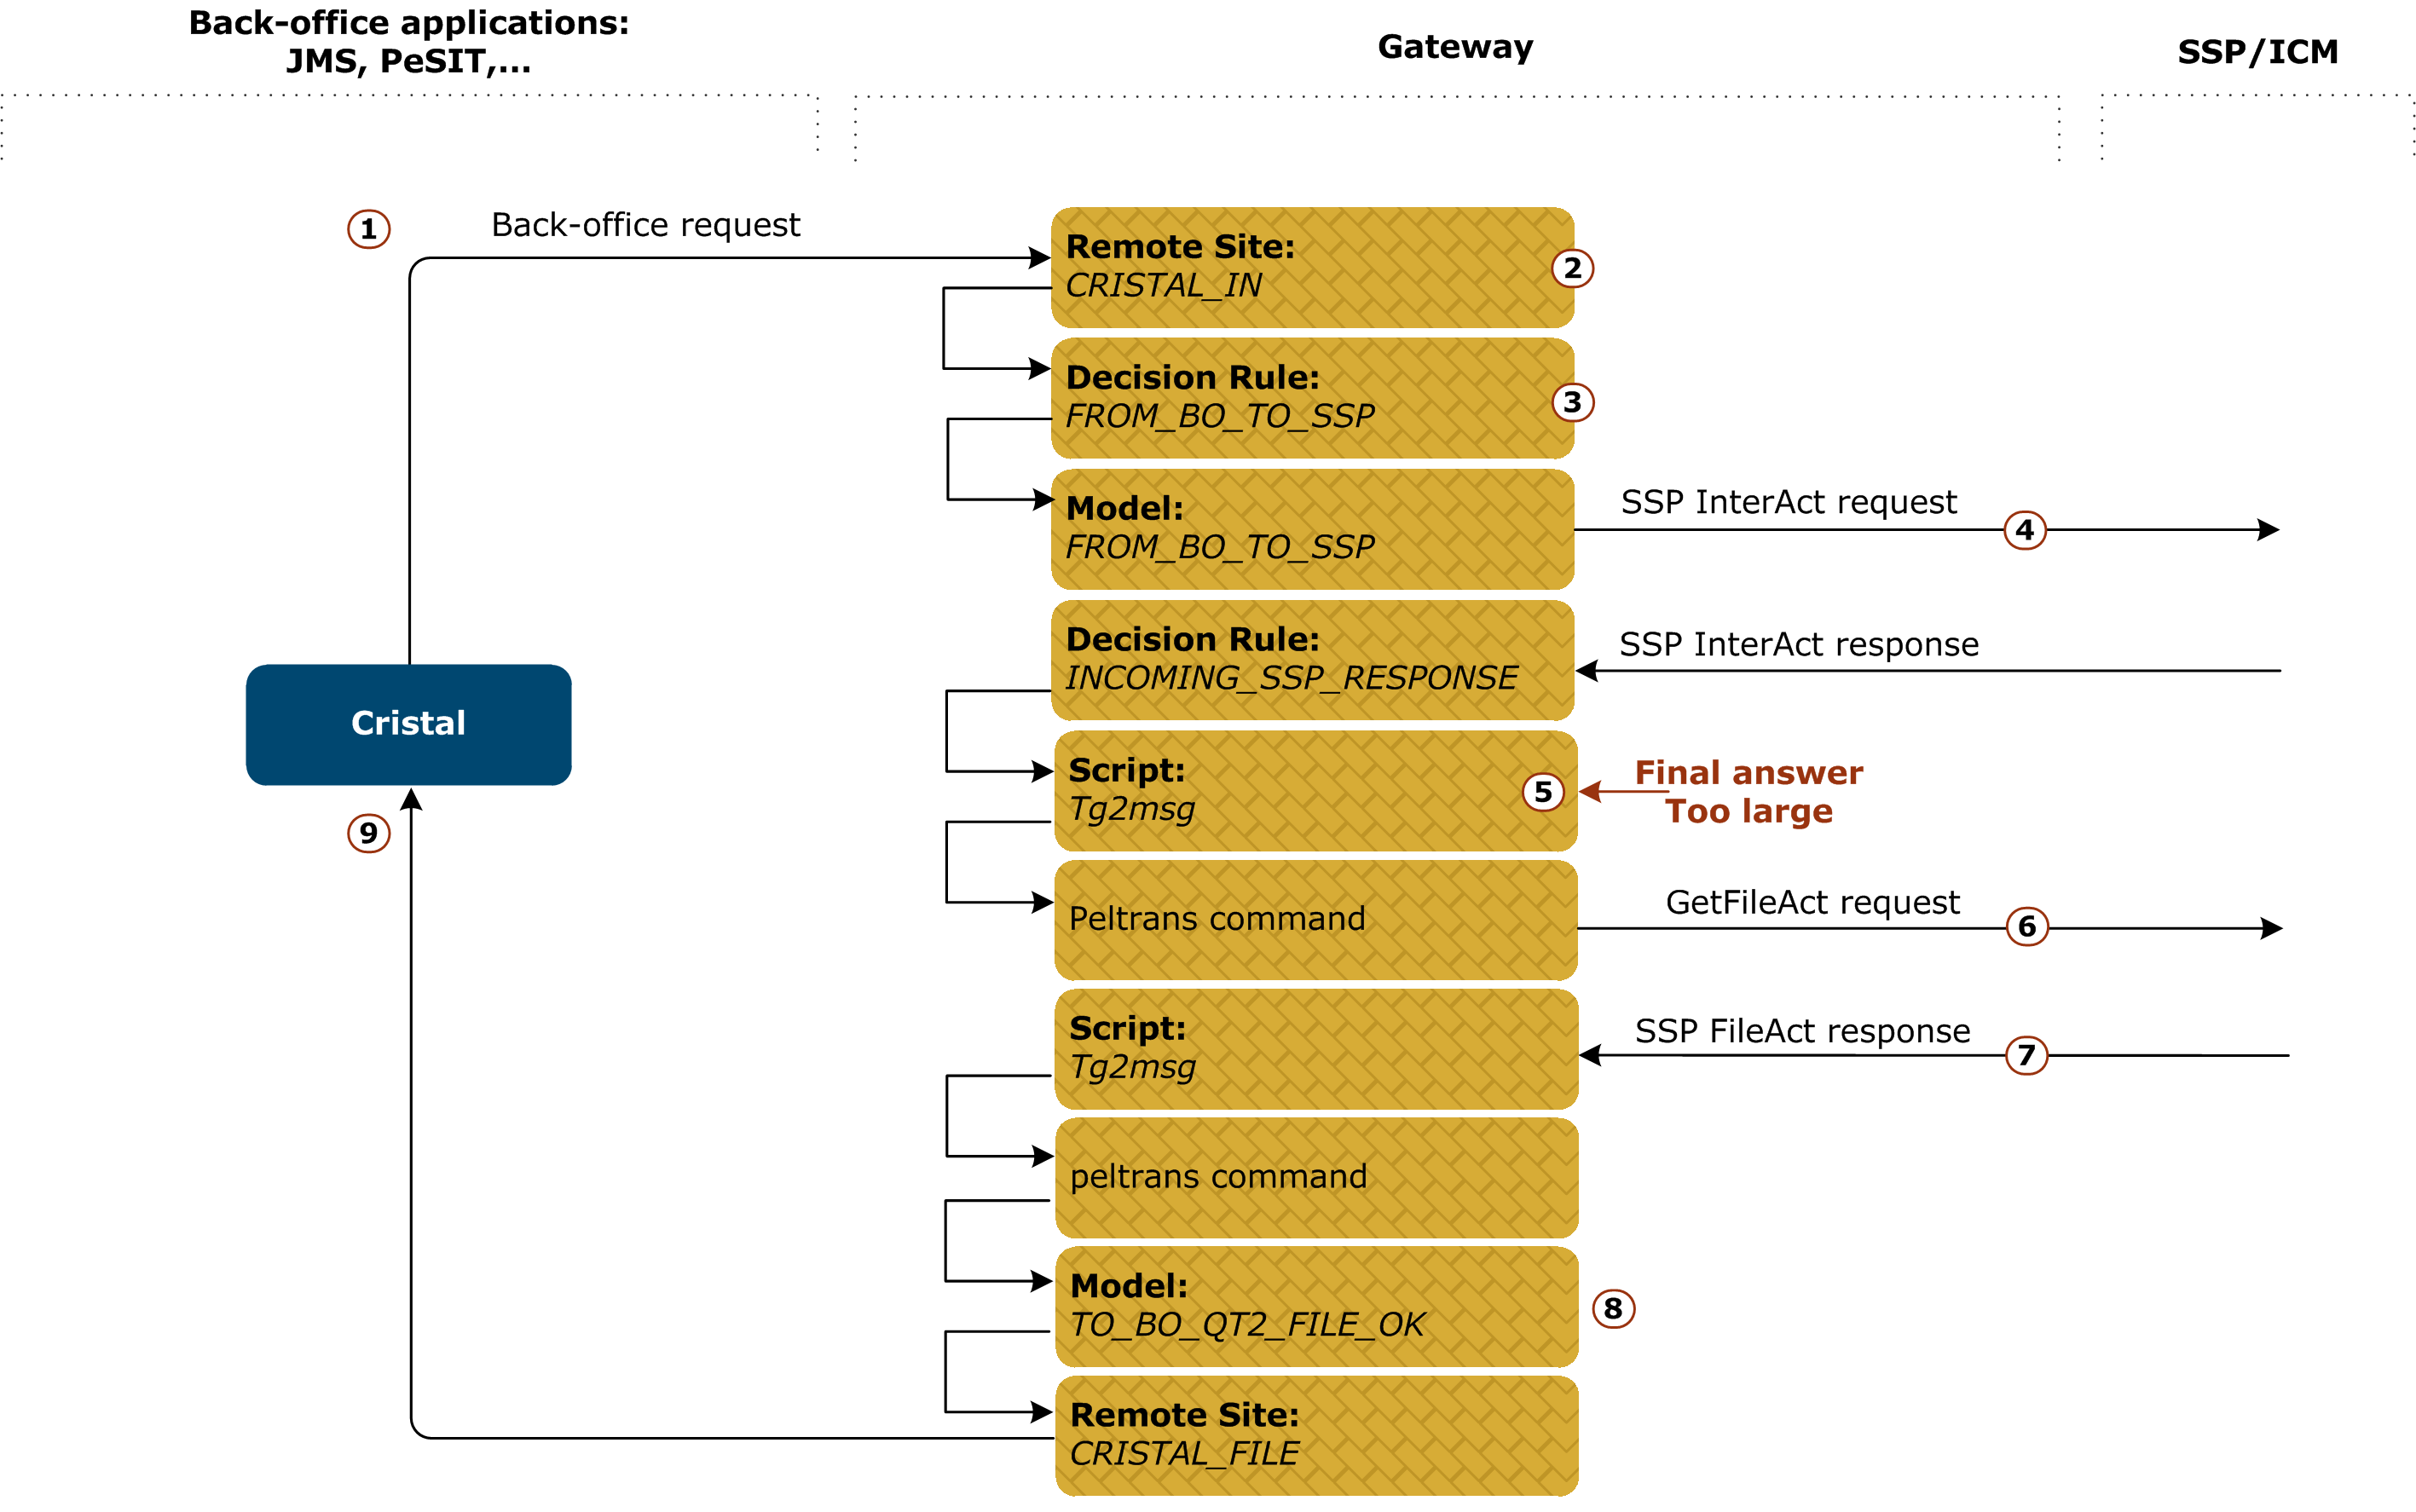 Back-office applications:
JMS, PeSIT,...
Gateway
SSP/ICM
1
Back-office request
Remote Site:
CRISTAL_IN
2
Decision Rule:
FROM_BO_TO_SSP
3
Model:
FROM_BO_TO_SSP
SSP InterAct request
4
Decision Rule:
INCOMING_SSP_RESPONSE
SSP InterAct response
Cristal
Script:
Tg2msg
5
Final answer
Too large
9
Peltrans command
GetFileAct request
6
Script:
Tg2msg
SSP FileAct response
7
peltrans command
Model:
TO_BO_QT2_FILE_OK
8
Remote Site:
CRISTAL_FILE